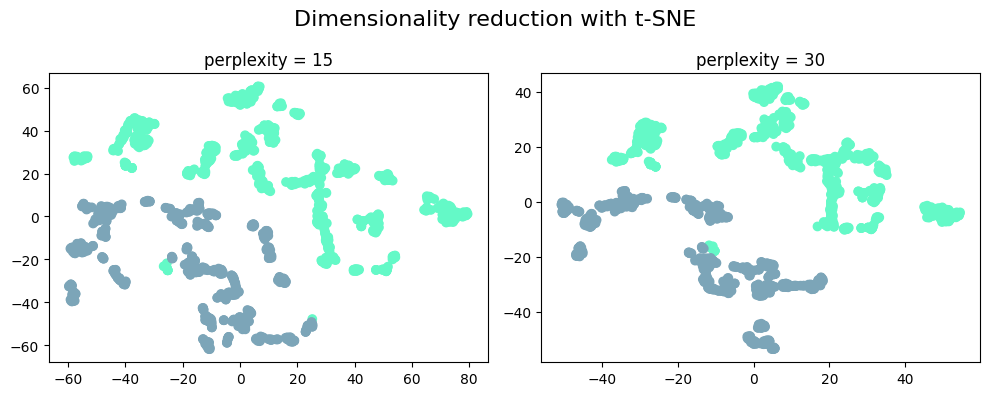 Dimensionality reduction with t-SNE
perplexity = 15
perplexity = 30
60
40
20
0
−20
−40
−60
−60 −40 −20 0 20 40 60 80
40
20
0
−20
−40
−40 −20 0 20 40